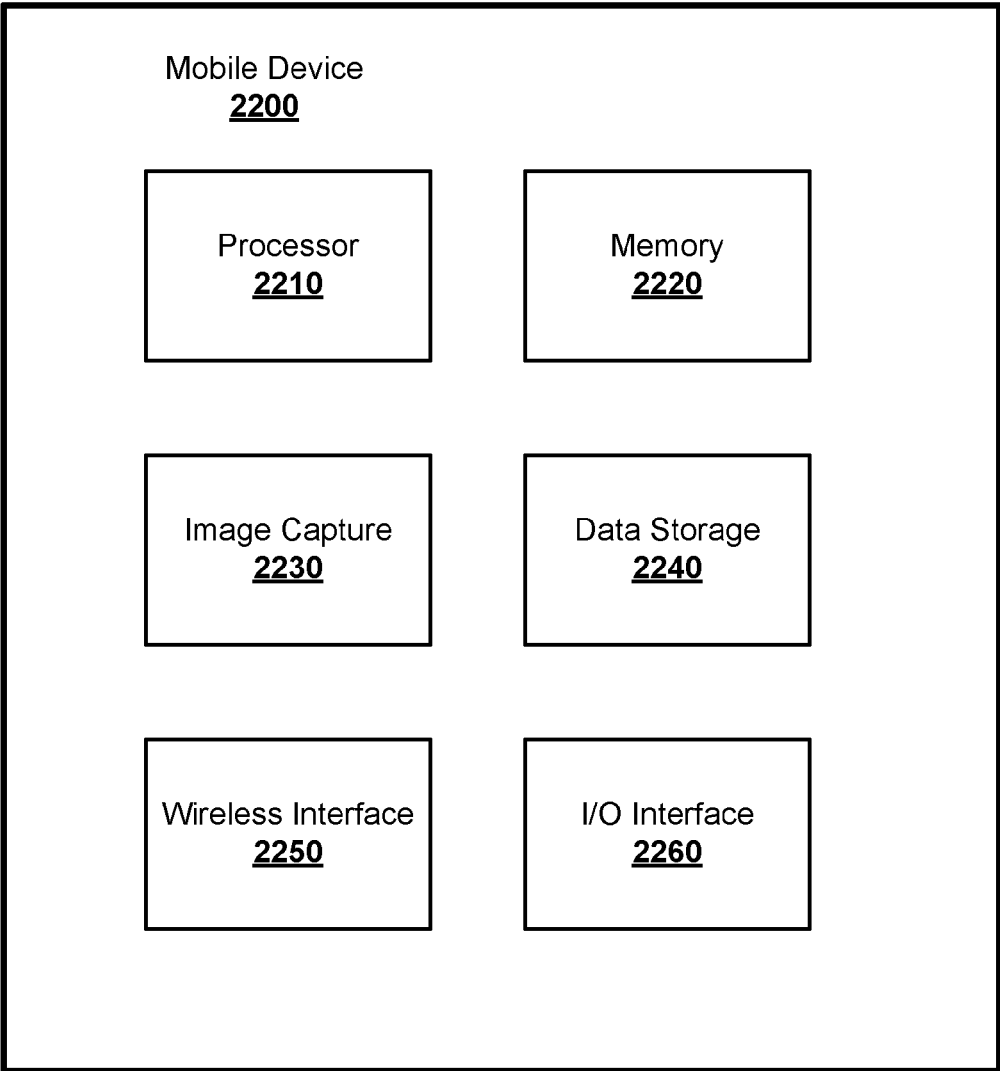 Mobile Device
2200
Processor
2210
Memory
2220
Image Capture
2230
Data Storage
2240
Wireless Interface
2250
I/O Interface
2260